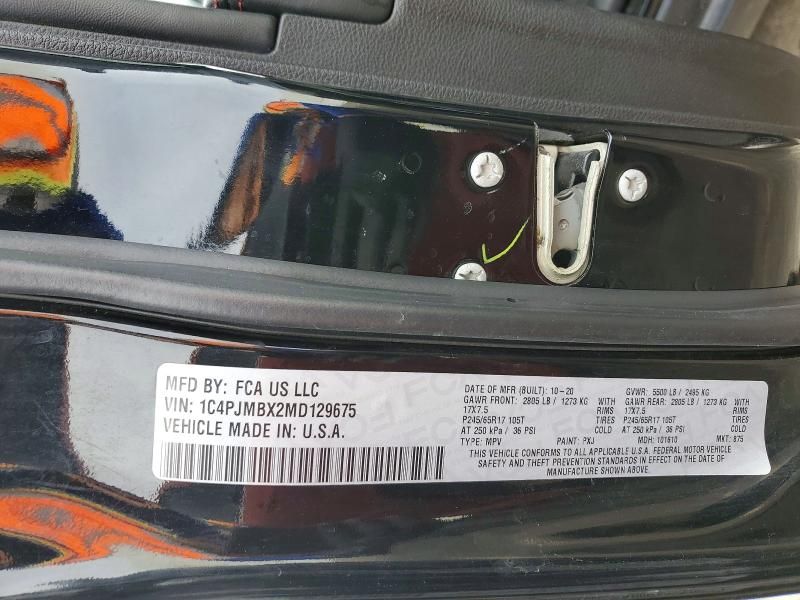 MFD BY: FCA US LLC
VIN: 1C4PJMBX2MD129675
VEHICLE MADE IN: U.S.A.
DATE OF MFR (BUILT): 10-20 GVWR: 5500 LB / 2495 KG
GAWR FRONT: 2805 LB / 1273 KG WITH GAWR REAR: 2805 LB / 1273 KG WITH
17X7.5 RIMS 17X7.5 RIMS
P245/65R17 105T TIRES P245/65R17 105T TIRES
AT 250 kPa / 36 PSI COLD AT 250 kPa / 36 PSI COLD
TYPE: MPV PAINT: PXJ MDH: 101610 MKT: 875
THIS VEHICLE CONFORMS TO ALL APPLICABLE U.S.A. FEDERAL MOTOR VEHICLE
SAFETY AND THEFT PREVENTION STANDARDS IN EFFECT ON THE DATE OF
MANUFACTURE SHOWN ABOVE.